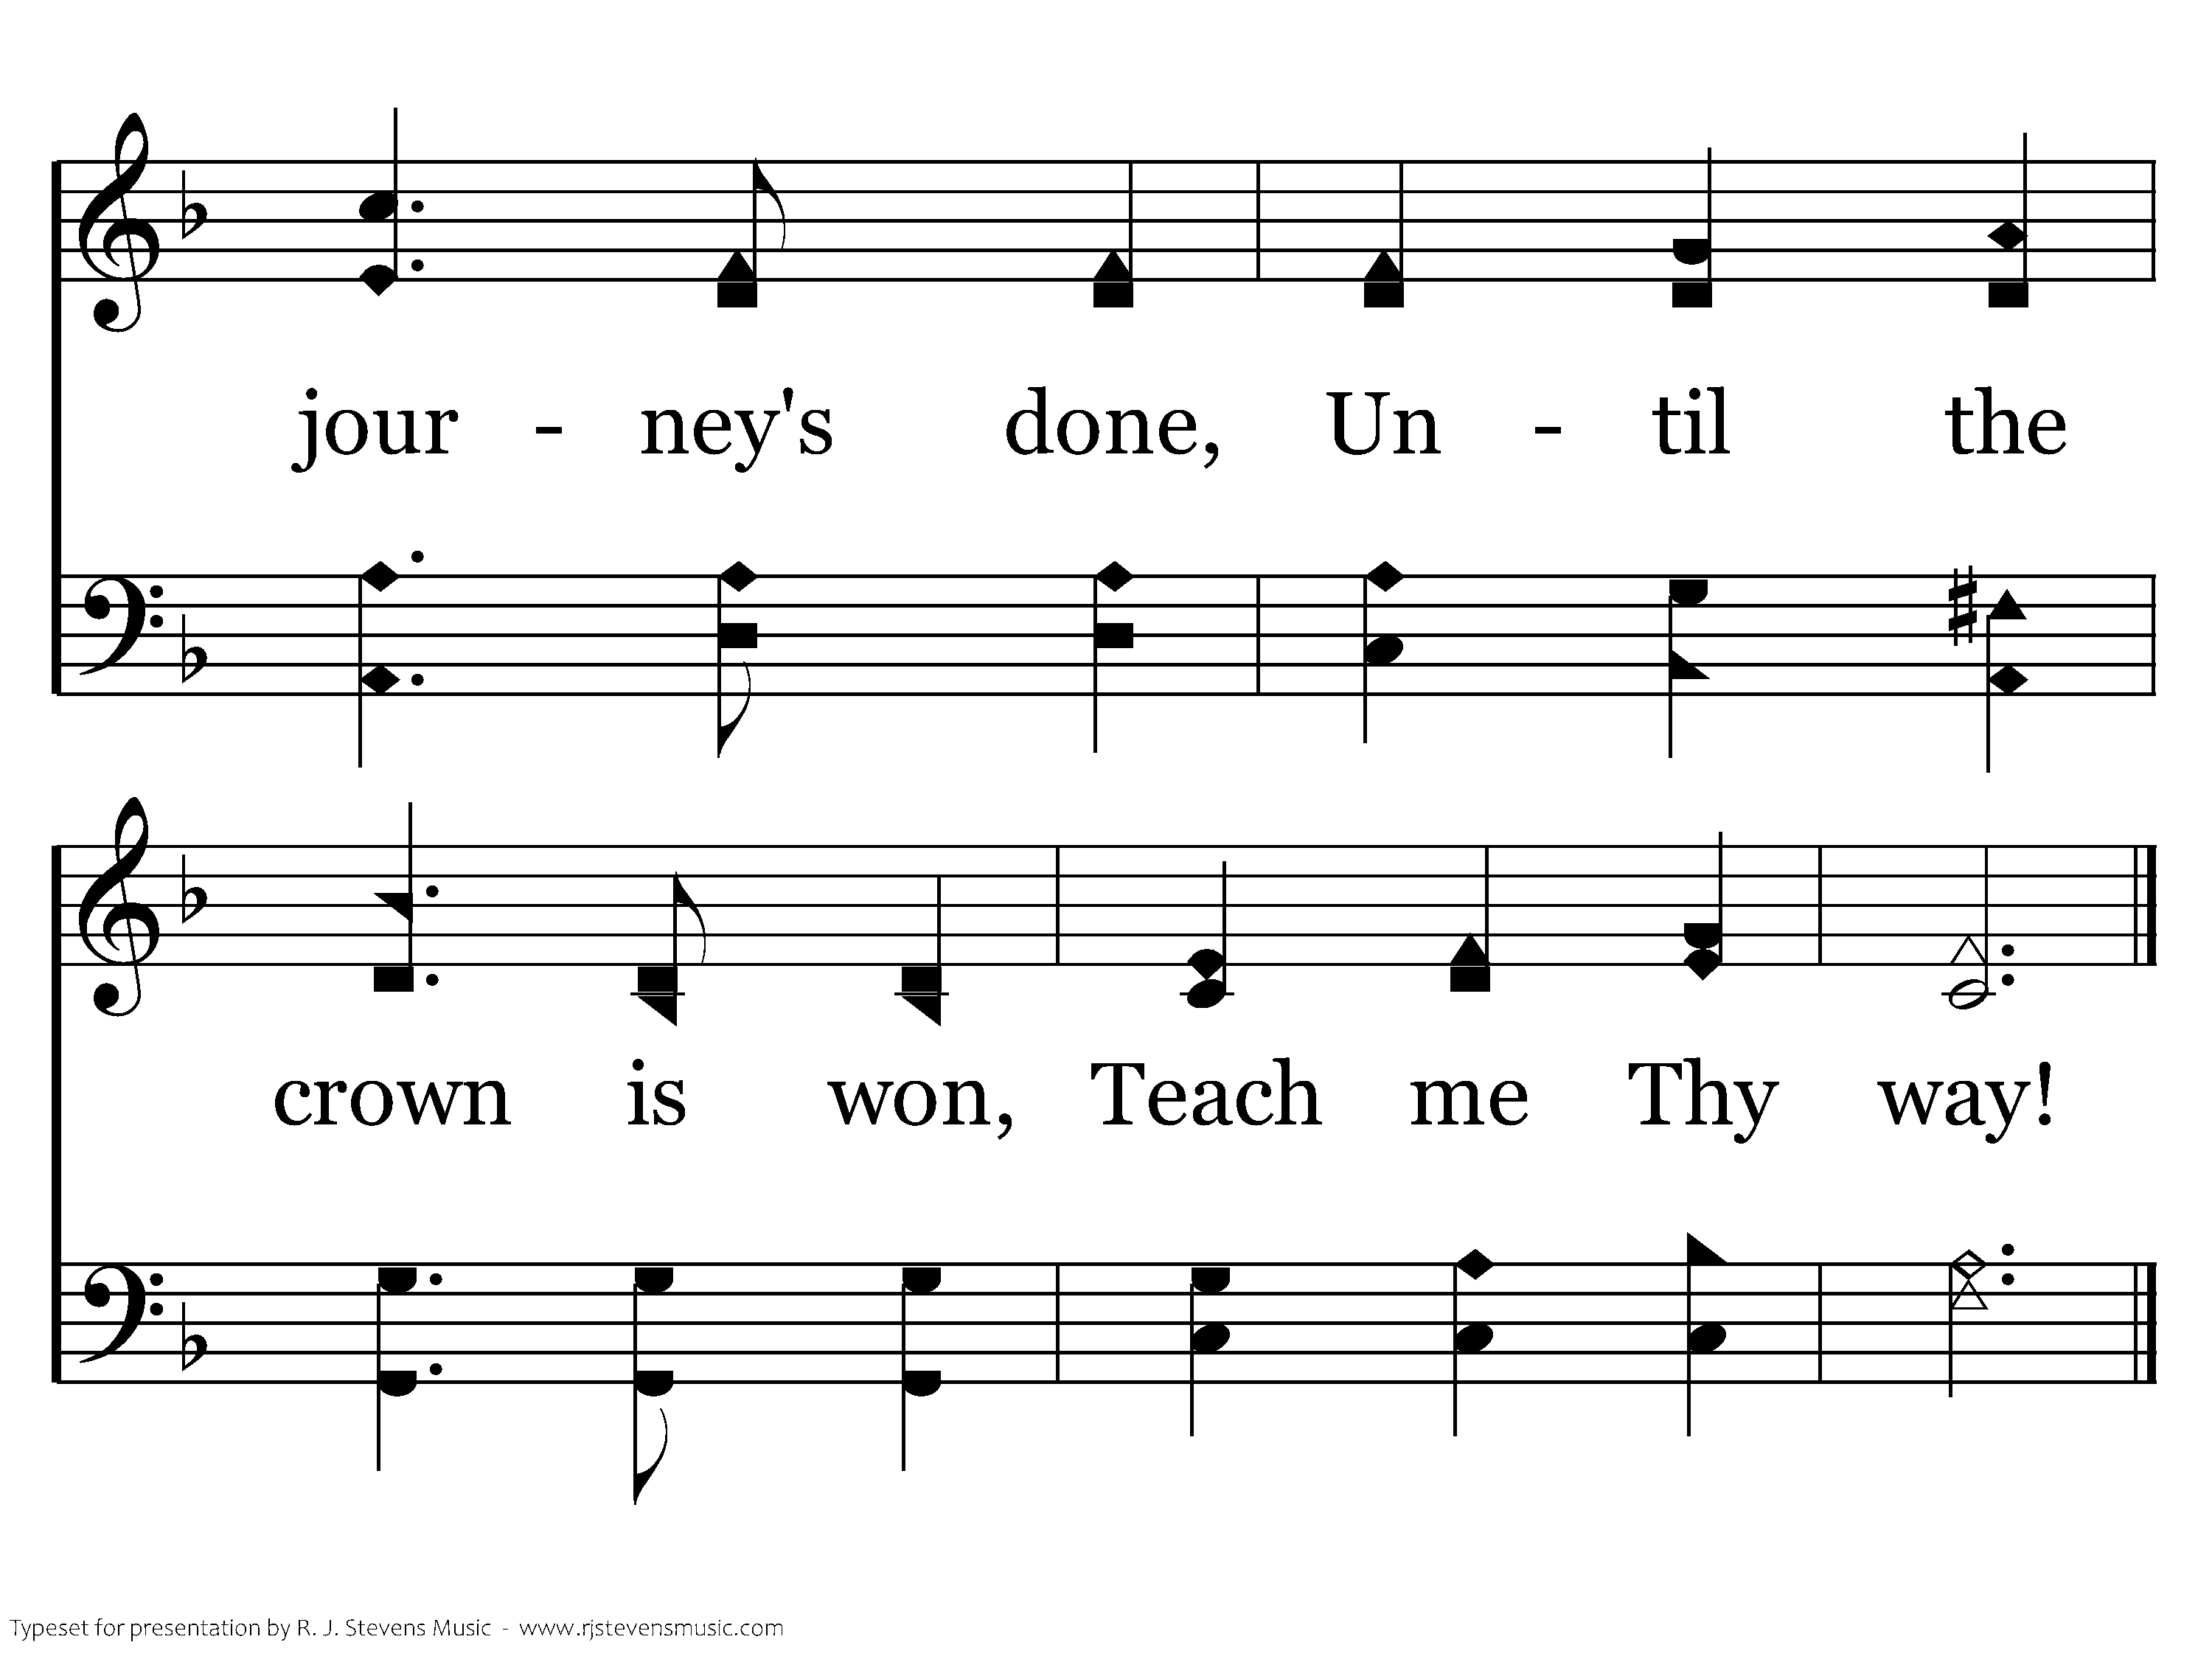 jour - ney's done, Un - til the
crown is won, Teach me Thy way!
Typeset for presentation by R. J. Stevens Music - www.rjstevensmusic.com